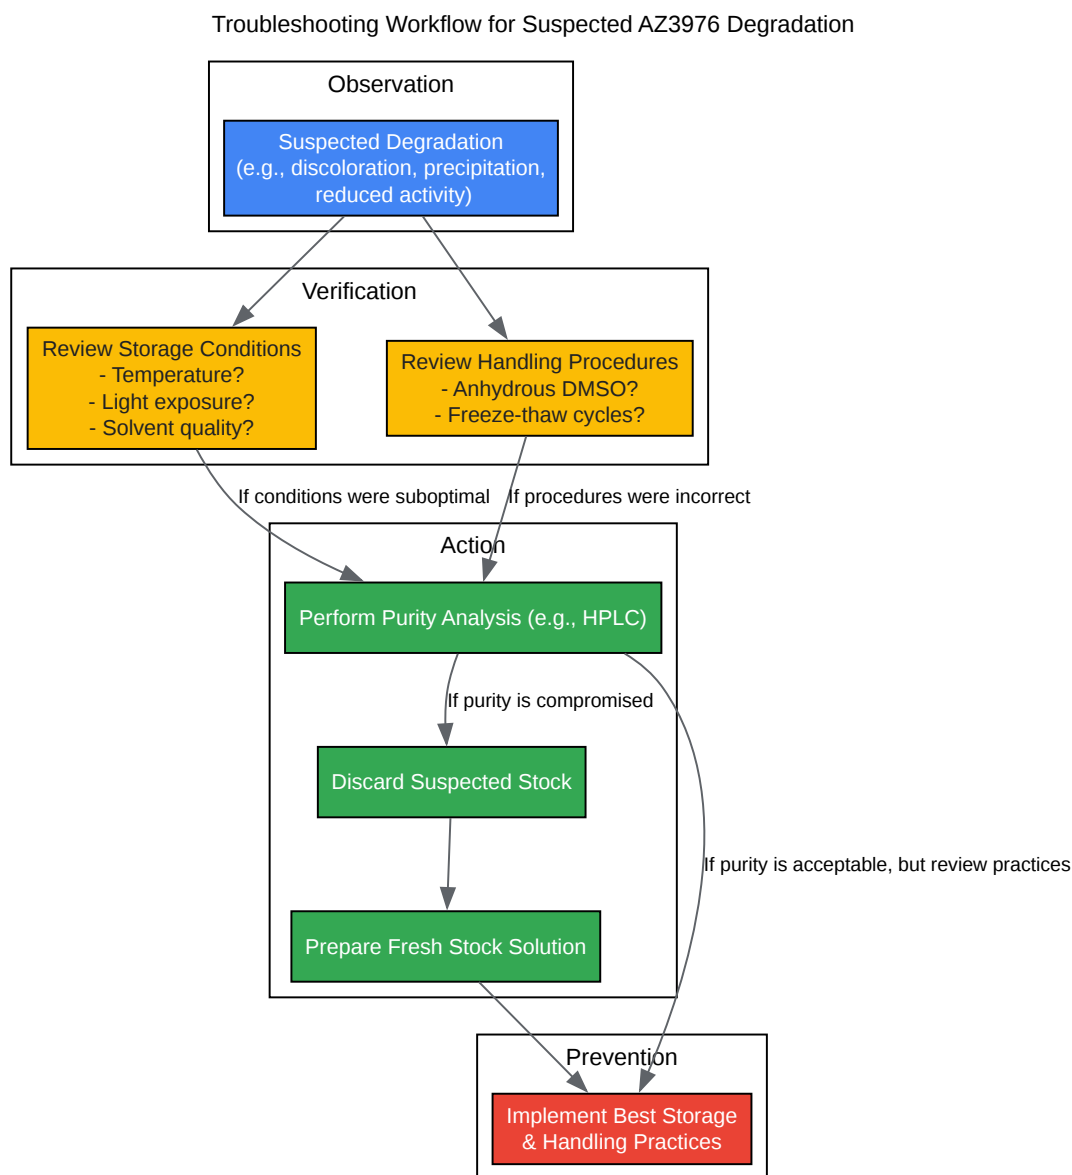 Troubleshooting Workflow for Suspected AZ3976 Degradation
Observation
Suspected Degradation
(e.g., discoloration, precipitation,
reduced activity)
Verification
Review Storage Conditions
- Temperature?
- Light exposure?
- Solvent quality?
Review Handling Procedures
- Anhydrous DMSO?
- Freeze-thaw cycles?
If conditions were suboptimal
If procedures were incorrect
Action
Perform Purity Analysis (e.g., HPLC)
If purity is compromised
Discard Suspected Stock
If purity is acceptable, but review practices
Prepare Fresh Stock Solution
Prevention
Implement Best Storage
& Handling Practices